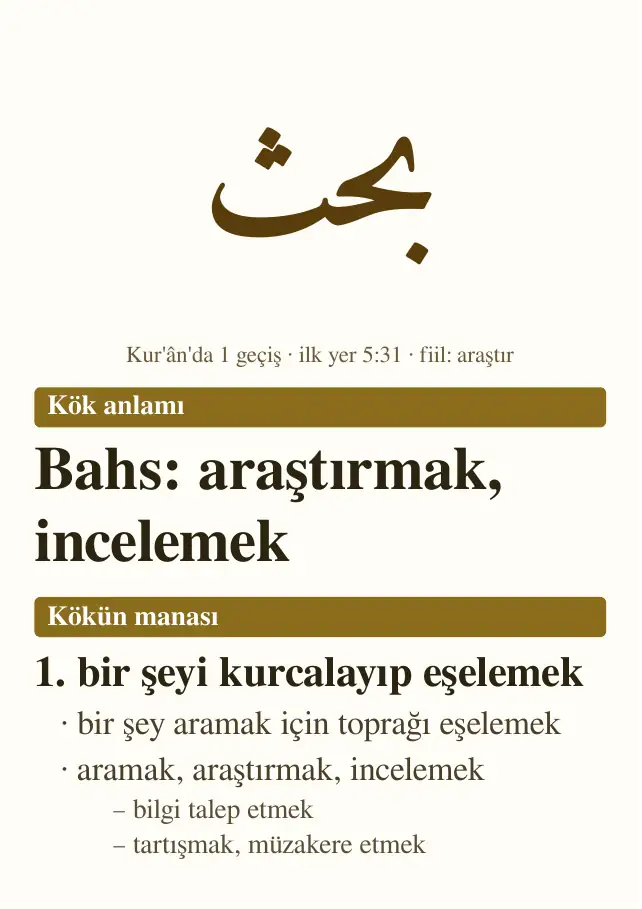 بحث
Kur'ân'da 1 geçiş · ilk yer 5:31 · fiil: araştır
Kök anlamı
Bahs: araştırmak,
incelemek
Kökün manası
1. bir şeyi kurcalayıp eşelemek
· bir şey aramak için toprağı eşelemek
· aramak, araştırmak, incelemek
– bilgi talep etmek
– tartışmak, müzakere etmek